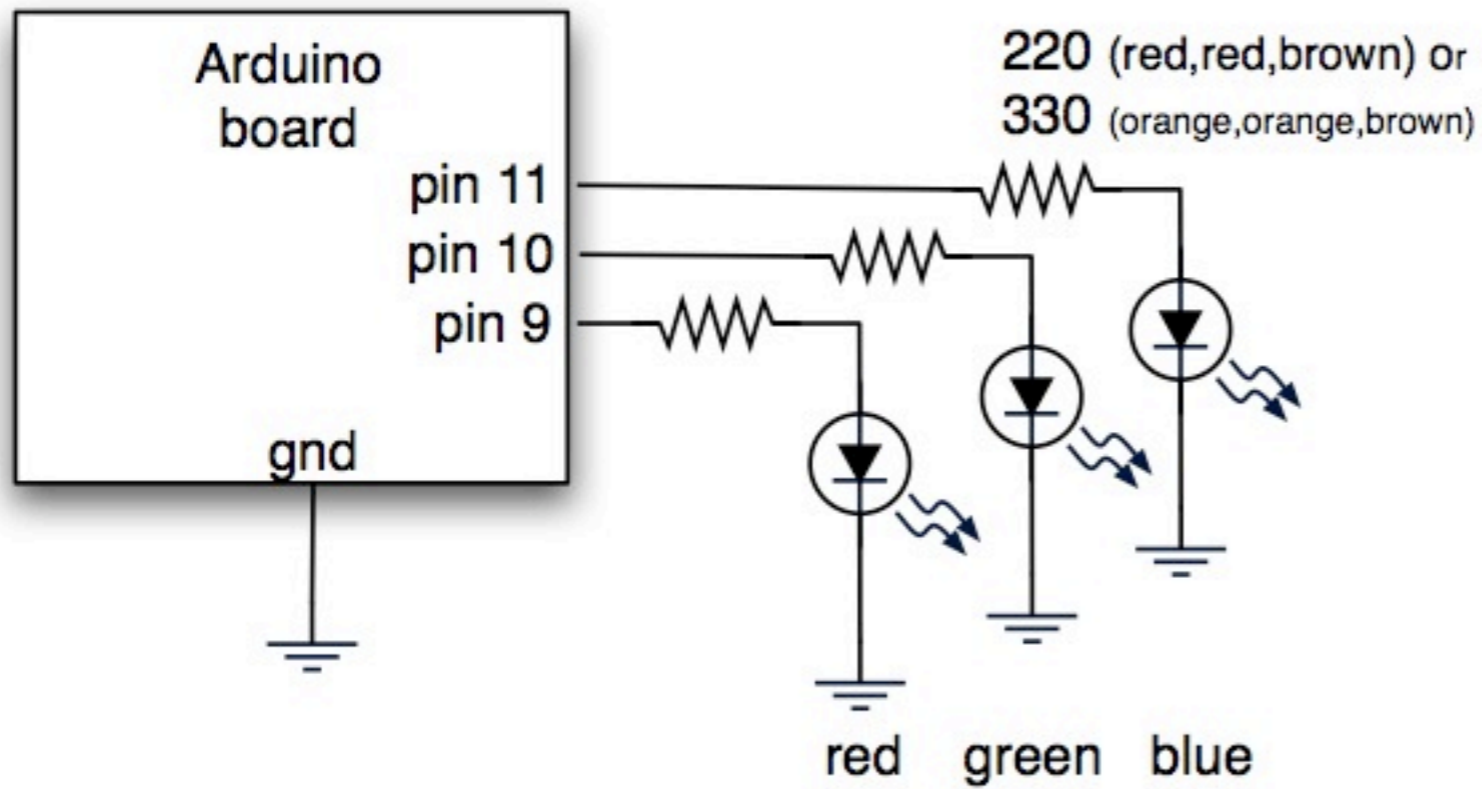 Arduino
board
220 (red,red,brown) or
330 (orange,orange,brown)
pin 11
pin 10
pin 9
gnd
red green blue